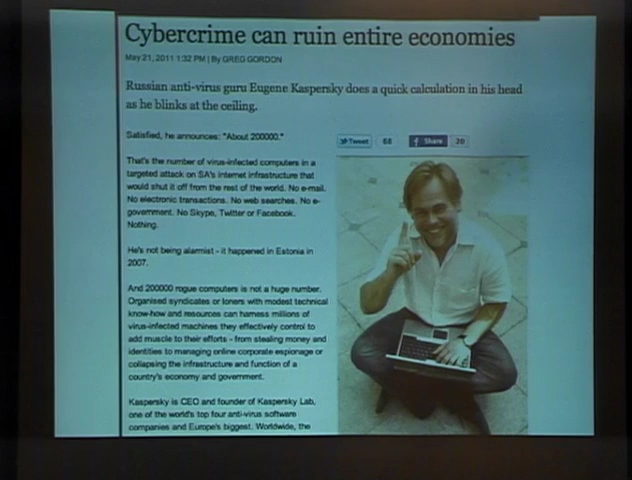 Cybercrime can ruin entire economies
May 21, 2011 1:32 PM | By GREG GORDON
Russian anti-virus guru Eugene Kaspersky does a quick calculation in his head
as he blinks at the ceiling.
Satisfied, he announces: "About 200000."
Tweet 68 Share 20
That's the number of virus-infected computers in a
targeted attack on SA's internet infrastructure that
would shut it off from the rest of the world. No e-mail.
No electronic transactions. No web searches. No e-
government. No Skype, Twitter or Facebook.
Nothing.
He's not being alarmist - it happened in Estonia in
2007.
And 200000 rogue computers is not a huge number.
Organised syndicates or loners with modest technical
know-how and resources can harness millions of
virus-infected machines they effectively control to
add muscle to their efforts - from stealing money and
identities to managing online corporate espionage or
collapsing the infrastructure and function of a
country's economy and government.
Kaspersky is CEO and founder of Kaspersky Lab,
one of the world's top four anti-virus software
companies and Europe's biggest. Worldwide, the